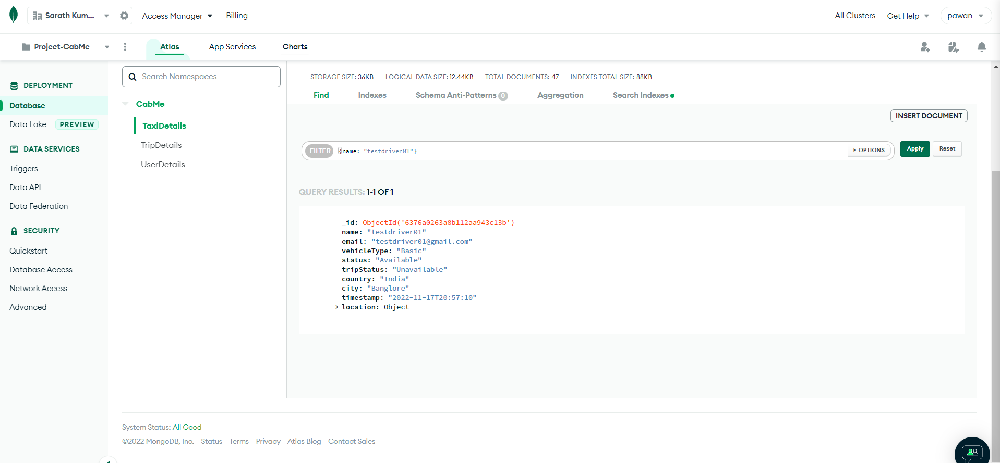 Sarath Kum...
Access Manager
Billing
All Clusters
Get Help
pawan
Project-CabMe
Atlas
App Services
Charts
DEPLOYMENT
Database
Data Lake PREVIEW
DATA SERVICES
Triggers
Data API
Data Federation
SECURITY
Quickstart
Database Access
Network Access
Advanced
Search Namespaces
CabMe
TaxiDetails
TripDetails
UserDetails
STORAGE SIZE: 36KB LOGICAL DATA SIZE: 12.44KB TOTAL DOCUMENTS: 47 INDEXES TOTAL SIZE: 88KB
Find Indexes Schema Anti-Patterns 0 Aggregation Search Indexes
INSERT DOCUMENT
FILTER {name: "testdriver01"} OPTIONS Apply Reset
QUERY RESULTS: 1-1 OF 1
_id: ObjectId('6376a0263a8b112aa943c13b')
name: "testdriver01"
email: "testdriver01@gmail.com"
vehicleType: "Basic"
status: "Available"
tripStatus: "Unavailable"
country: "India"
city: "Banglore"
timestamp: "2022-11-17T20:57:10"
location: Object
System Status: All Good
©2022 MongoDB, Inc. Status Terms Privacy Atlas Blog Contact Sales